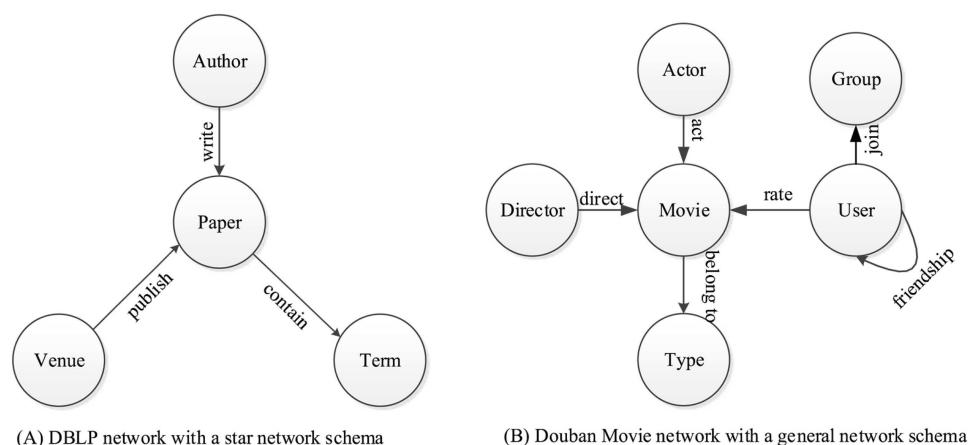 Author
write
Paper
publish
contain
Venue
Term
(A) DBLP network with a star network schema
Actor
Group
act
join
Director
direct
Movie
rate
User
belong to
friendship
Type
(B) Douban Movie network with a general network schema